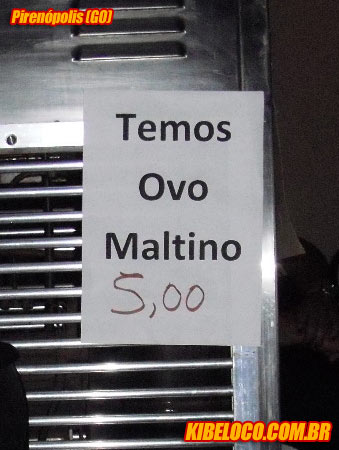 Pirenópolis (GO)
Temos
Ovo
Maltino
5,00
KIBELOCO.COM.BR